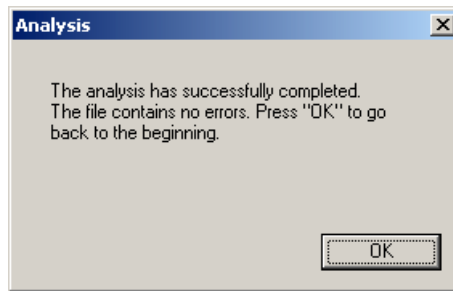 Analysis
The analysis has successfully completed.
The file contains no errors. Press "OK" to go
back to the beginning.
OK